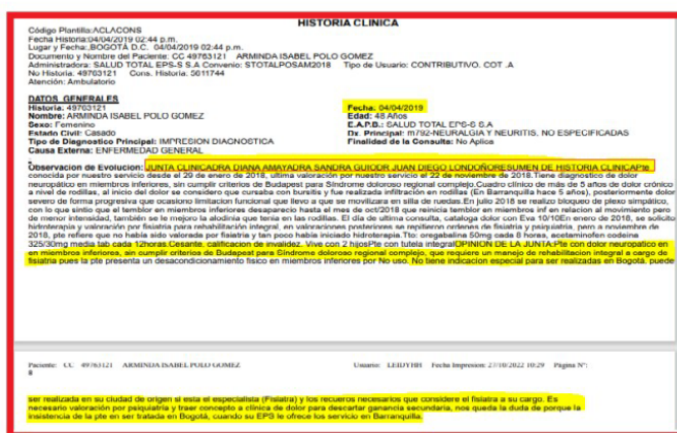 HISTORIA CLINICA
Código Plantilla:ACLACONS
Fecha Historia:04/04/2019 02:44 p.m.
Lugar y Fecha:,BOGOTÁ D.C. 04/04/2019 02:44 p.m.
Documento y Nombre del Paciente: CC 49763121 ARMINDA ISABEL POLO GOMEZ
Administradora: SALUD TOTAL EPS-S S.A Convenio: STOTALPOSAM2018 Tipo de Usuario: CONTRIBUTIVO. COT .A
No Historia: 49763121 Cons. Historia: 5611744
Atención: Ambulatorio
DATOS GENERALES
Historia: 49763121 Fecha: 04/04/2019
Nombre: ARMINDA ISABEL POLO GOMEZ Edad: 48 Años
Sexo: Femenino E.A.P.B.: SALUD TOTAL EPS-S S.A
Estado Civil: Casado Dx. Principal: m792-NEURALGIA Y NEURITIS, NO ESPECIFICADAS
Tipo de Diagnostico Principal: IMPRESION DIAGNOSTICA Finalidad de la Consulta: No Aplica
Causa Externa: ENFERMEDAD GENERAL
Observacion de Evolucion: JUNTA CLINICADRA DIANA AMAYADRA SANDRA GUIODR JUAN DIEGO LONDOÑORESUMEN DE HISTORIA CLINICAPte
conocida por nuestro servicio desde el 29 de enero de 2018, ultima valoración por nuestro servicio el 22 de noviembre de 2018.Tiene diagnostico de dolor
neuropático en miembros inferiores, sin cumplir criterios de Budapest para Síndrome doloroso regional complejo.Cuadro clínico de más de 5 años de dolor crónico
a nivel de rodillas, al inicio del dolor se considero que cursaba con bursitis y fue realizada infiltración en rodillas (En Barranquilla hace 5 años), posteriormente dolor
severo de forma progresiva que ocasiono limitacion funcional que llevo a que se movilizara en silla de ruedas.En julio 2018 se realizo bloqueo de plexo simpático,
con lo que sintio que el temblor en miembros inferiores desaparecio hasta el mes de oct/2018 que reinicia temblor en miembros inf en relacion al movimiento pero
de menor intensidad, también se le mejoro la alodinia que tenia en las rodillas. El día de ultima consulta, cataloga dolor con Eva 10/10En enero de 2018, se solicito
hidroterapia y valoración por fisiatria para rehabilitación integral, en valoraciones posteriores se repitieron ordenes de fisiatria y psiquiatria, pero a noviembre de
2018, pte refiere que no había sido valorada por fisiatria y tan poco había iniciado hidroterapia.Tto: pregabalina 50mg cada 8 horas, acetaminofen codeina
325/30mg media tab cada 12horas.Cesante, calificacion de invalidez. Vive con 2 hijosPte con tutela integralOPINION DE LA JUNTA:Pte con dolor neuropatico en
en miembros inferiores, sin cumplir criterios de Budapest para Síndrome doloroso regional complejo, que requiere un manejo de rehabilitacion integral a cargo de
fisiatria pues la pte presenta un desacondicionamiento fisico en miembros inferiores por No uso. No tiene indicacion especial para ser realizadas en Bogotá, puede
Paciente: CC 49763121 ARMINDA ISABEL POLO GOMEZ Usuario: LEIDYHB Fecha Impresion: 27/10/2022 10:29 Página N°:
8
ser realizada en su ciudad de origen si esta el especialista (Fisiatra) y los recueros necesarios que considere el fisiatra a su cargo. Es
necesario valoración por psiquiatria y traer concepto a clínica de dolor para descartar ganancia secundaria, nos queda la duda de porque la
insistencia de la pte en ser tratada en Bogotá, cuando su EPS le ofrece los servicio en Barranquilla.